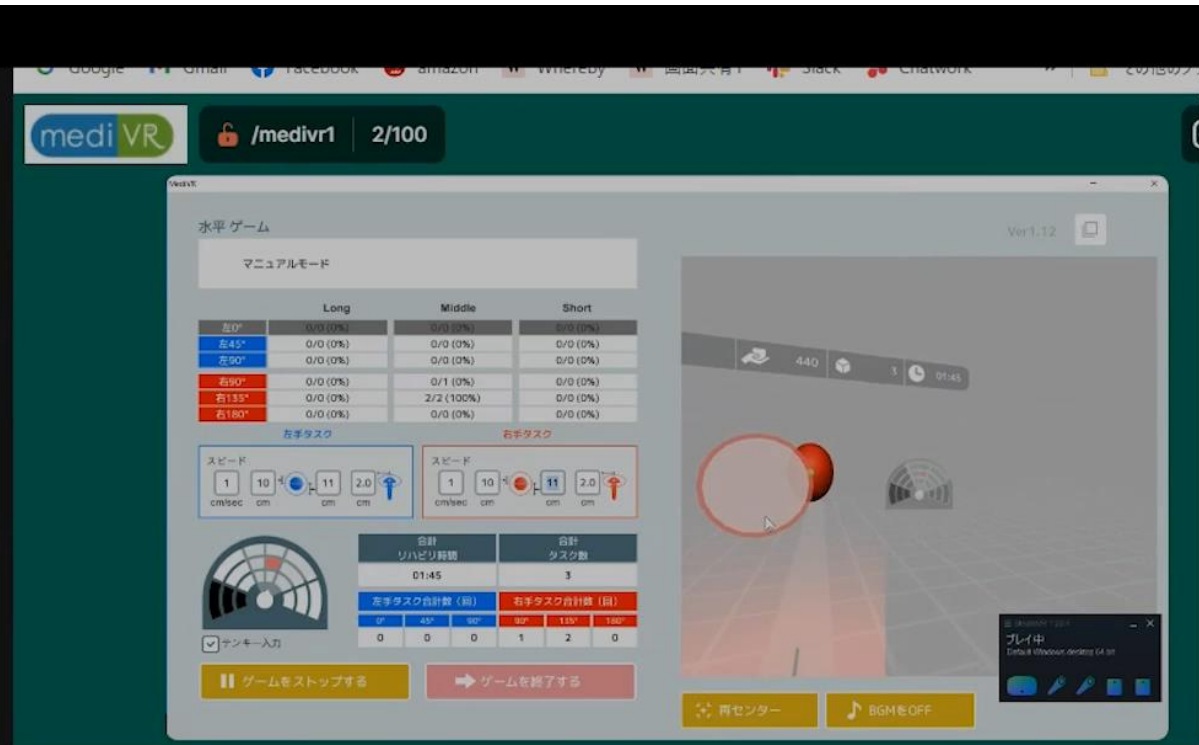 Google Gmail Facebook amazon Whereby 画面共有1 Slack Chatwork »
medi VR /medivr1 2/100
MediVR
水平 ゲーム
Ver1.12
マニュアルモード
Long Middle Short
左0° 0/0 (0%) 0/0 (0%) 0/0 (0%)
左45° 0/0 (0%) 0/0 (0%) 0/0 (0%)
左90° 0/0 (0%) 0/0 (0%) 0/0 (0%)
右90° 0/0 (0%) 0/1 (0%) 0/0 (0%)
右135° 0/0 (0%) 2/2 (100%) 0/0 (0%)
右180° 0/0 (0%) 0/0 (0%) 0/0 (0%)
左手タスク 右手タスク
スピード スピード
1 10 11 2.0 1 10 11 2.0
cm/sec cm cm cm cm/sec cm cm cm
合計 合計
リハビリ時間 タスク数
01:45 3
左手タスク合計数 (回) 右手タスク合計数 (回)
0° 45° 90° 90° 135° 180°
0 0 0 1 2 0
テンキー入力
ゲームをストップする ゲームを終了する
440 3 01:45
プレイ中
Default Windows desktop 64 bit
再センター BGMをOFF